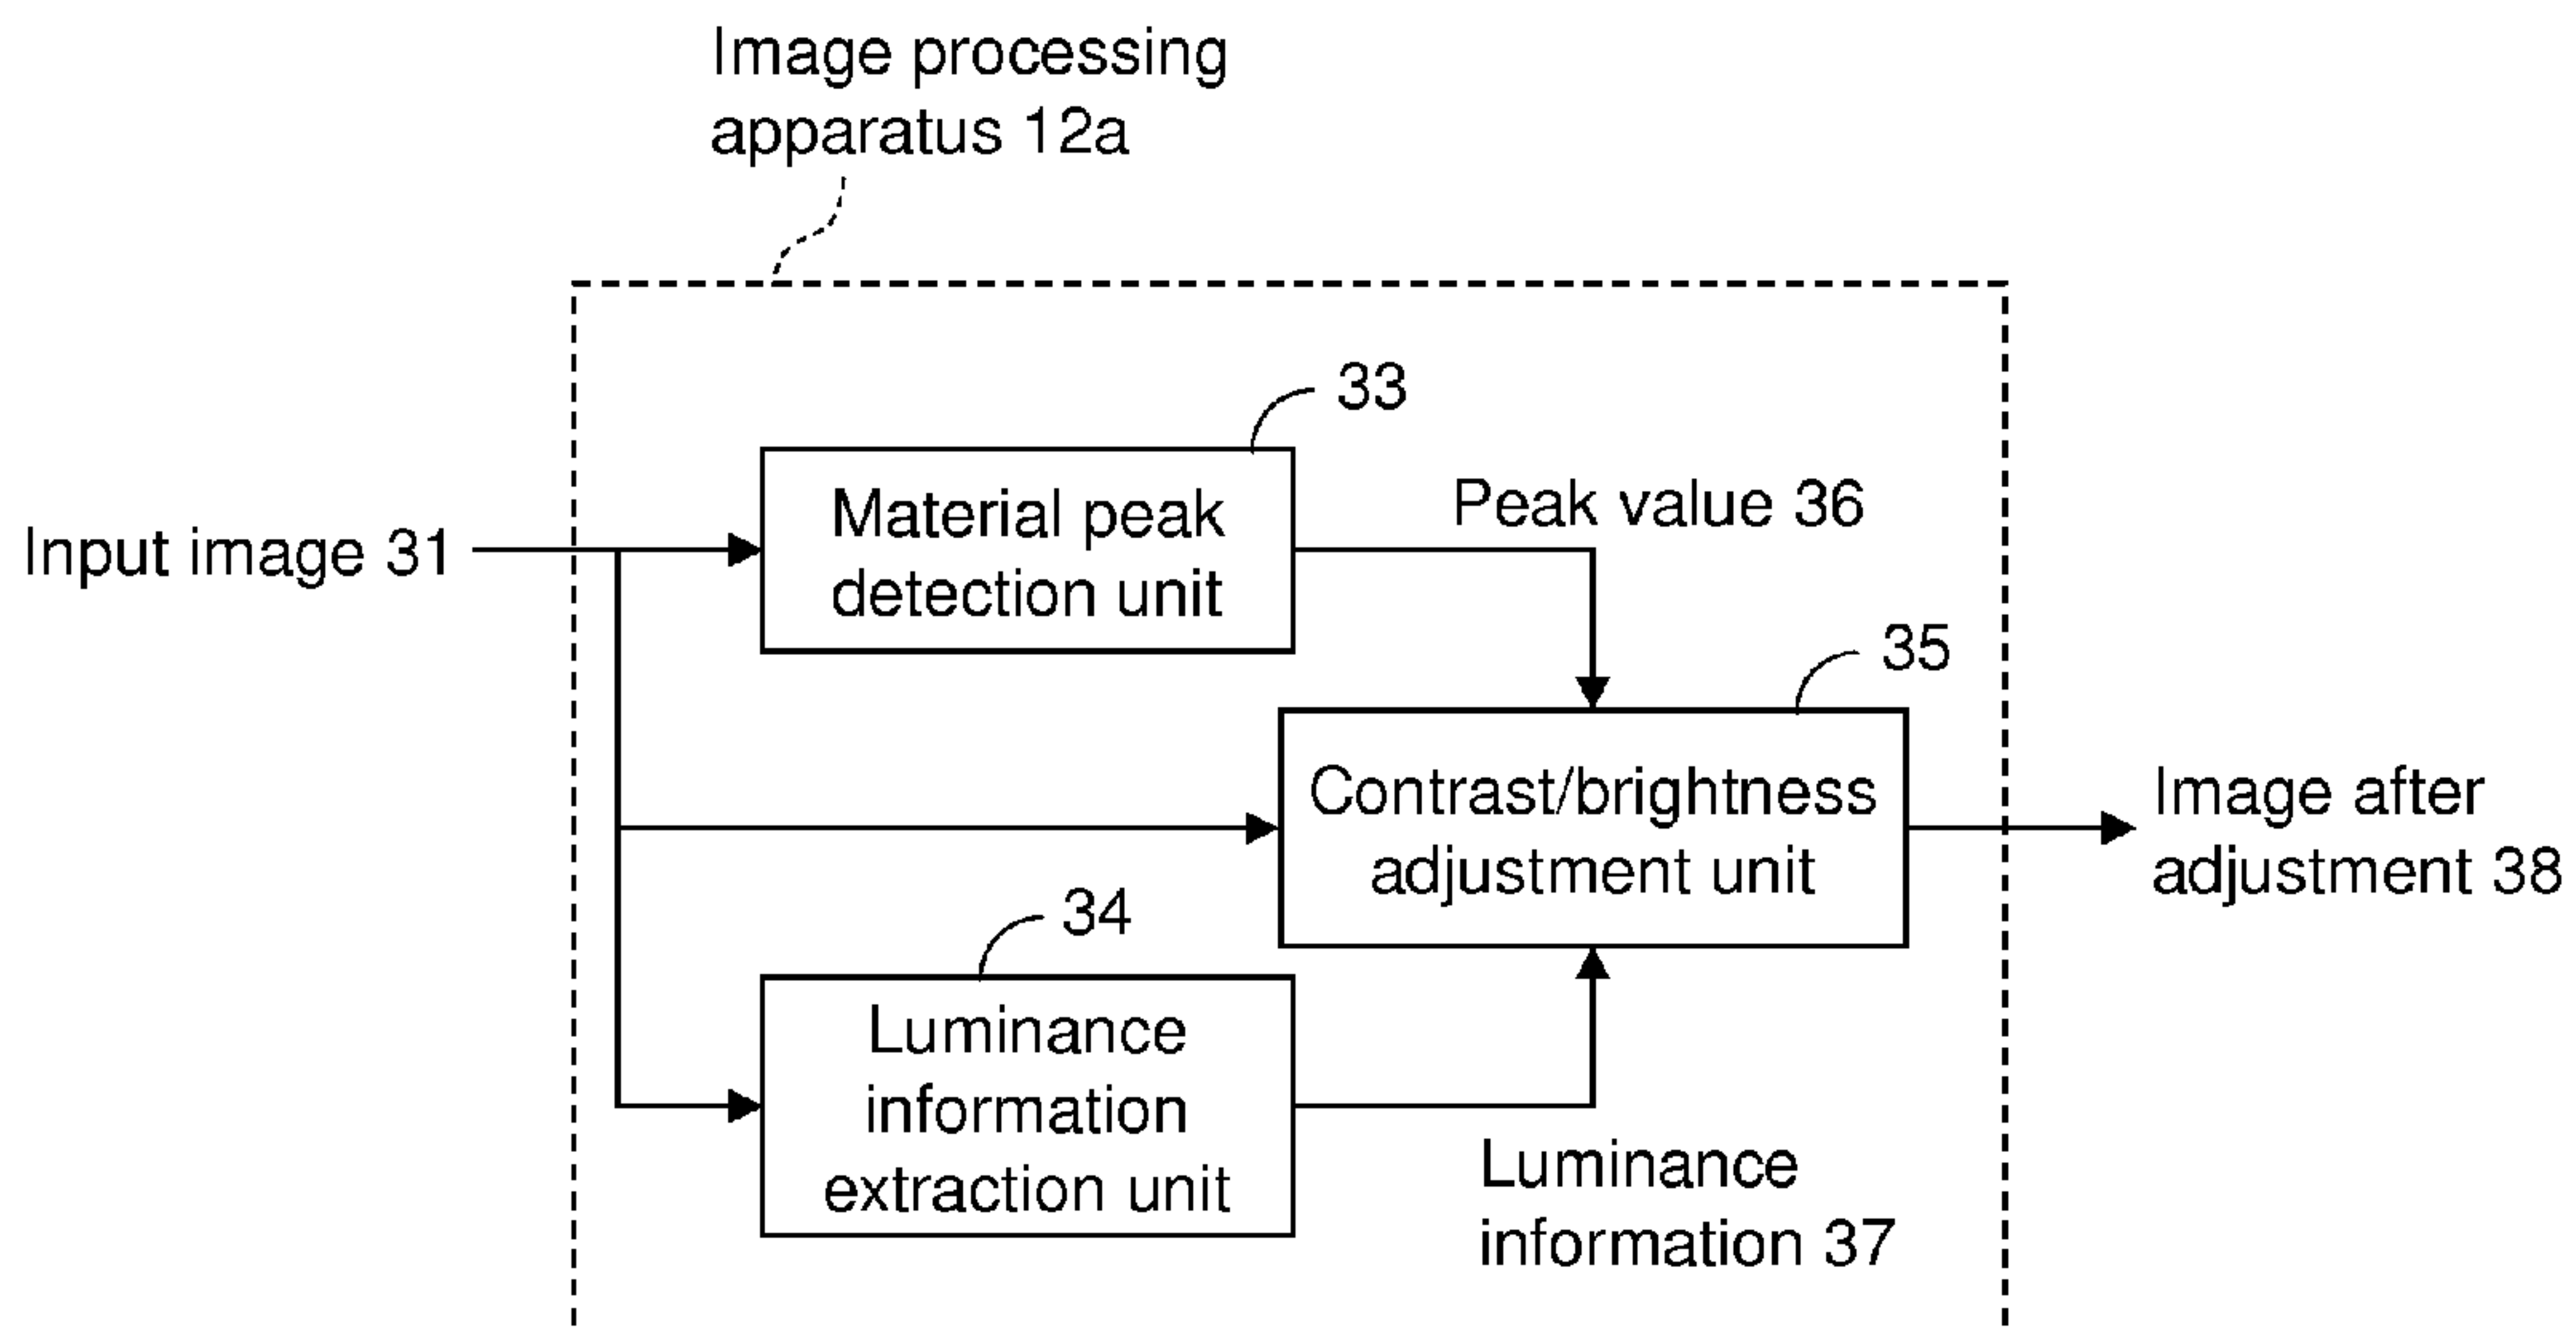 Image processing
apparatus 12a
33
Input image 31
Material peak
detection unit
Peak value 36
35
Contrast/brightness
adjustment unit
Image after
adjustment 38
34
Luminance
information
extraction unit
Luminance
information 37